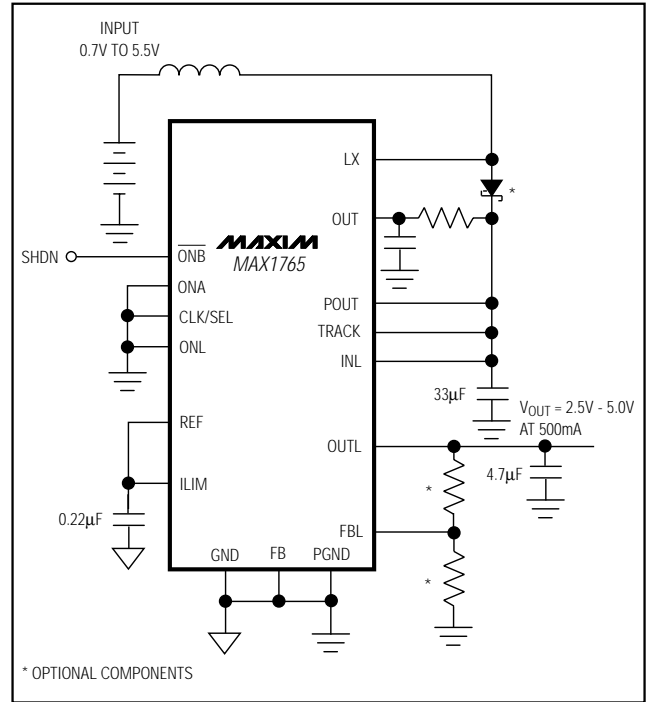 INPUT
0.7V TO 5.5V
LX
*
OUT
SHDN
ONB
MAXIM
MAX1765
ONA
CLK/SEL
ONL
POUT
TRACK
INL
33µF
VOUT = 2.5V - 5.0V
AT 500mA
REF
OUTL
4.7µF
*
ILIM
0.22µF
FBL
GND
FB
PGND
*
* OPTIONAL COMPONENTS